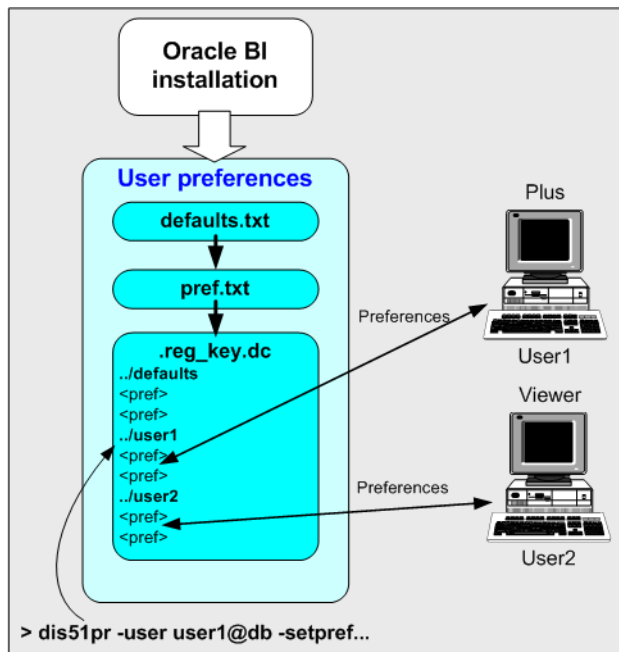 Oracle BI
installation
User preferences
defaults.txt
pref.txt
.reg_key.dc
../defaults
<pref>
<pref>
../user1
<pref>
<pref>
../user2
<pref>
<pref>
Plus
Preferences
User1
Viewer
Preferences
User2
> dis51pr -user user1@db -setpref...